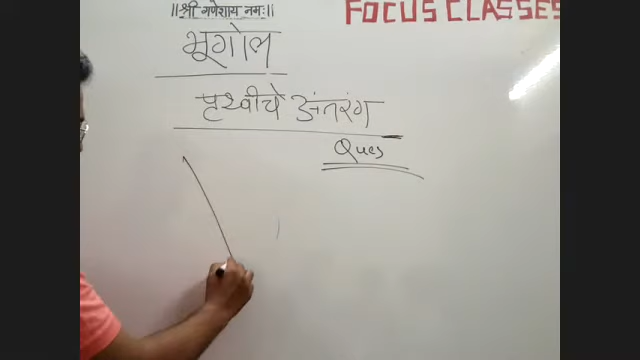 ॥श्री गणेशाय नमः॥
FOCUS CLASSES
भूगोल
पृथ्वीचे अंतरंग
Ques